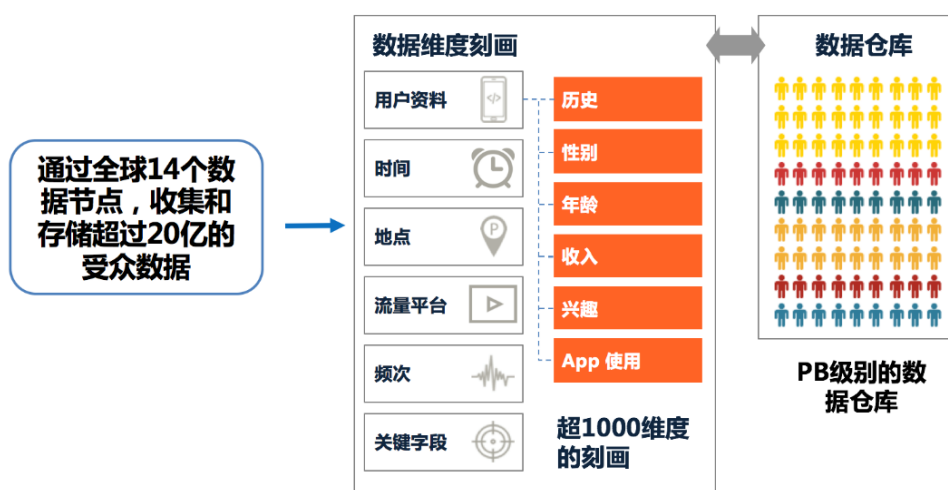 通过全球14个数
据节点，收集和
存储超过20亿的
受众数据
数据维度刻画
用户资料
</>
时间
地点
P
流量平台
频次
关键字段
历史
性别
年龄
收入
兴趣
App 使用
超1000维度
的刻画
数据仓库
PB级别的数
据仓库